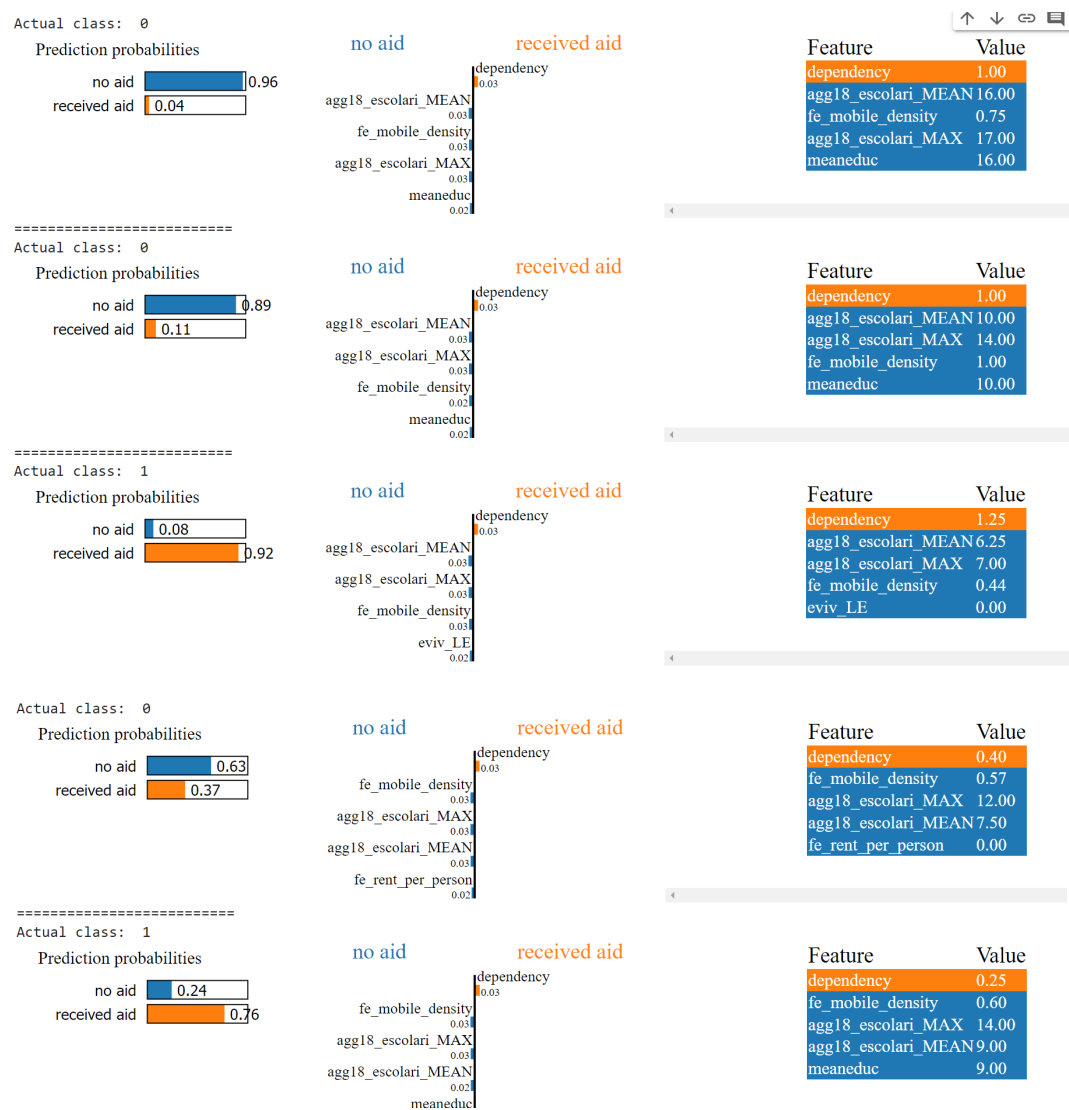 Actual class: 0
Prediction probabilities
no aid 0.96
received aid 0.04
no aid received aid
dependency
0.03
agg18_escolari_MEAN
0.03
fe_mobile_density
0.03
agg18_escolari_MAX
0.03
meaneduc
0.02
Feature Value
dependency 1.00
agg18_escolari_MEAN 16.00
fe_mobile_density 0.75
agg18_escolari_MAX 17.00
meaneduc 16.00
==========================
Actual class: 0
Prediction probabilities
no aid 0.89
received aid 0.11
no aid received aid
dependency
0.03
agg18_escolari_MEAN
0.03
agg18_escolari_MAX
0.03
fe_mobile_density
0.02
meaneduc
0.02
Feature Value
dependency 1.00
agg18_escolari_MEAN 10.00
agg18_escolari_MAX 14.00
fe_mobile_density 1.00
meaneduc 10.00
==========================
Actual class: 1
Prediction probabilities
no aid 0.08
received aid 0.92
no aid received aid
dependency
0.03
agg18_escolari_MEAN
0.03
agg18_escolari_MAX
0.03
fe_mobile_density
0.03
eviv_LE
0.02
Feature Value
dependency 1.25
agg18_escolari_MEAN 6.25
agg18_escolari_MAX 7.00
fe_mobile_density 0.44
eviv_LE 0.00
Actual class: 0
Prediction probabilities
no aid 0.63
received aid 0.37
no aid received aid
dependency
0.03
fe_mobile_density
0.03
agg18_escolari_MAX
0.03
agg18_escolari_MEAN
0.03
fe_rent_per_person
0.02
Feature Value
dependency 0.40
fe_mobile_density 0.57
agg18_escolari_MAX 12.00
agg18_escolari_MEAN 7.50
fe_rent_per_person 0.00
==========================
Actual class: 1
Prediction probabilities
no aid 0.24
received aid 0.76
no aid received aid
dependency
0.03
fe_mobile_density
0.03
agg18_escolari_MAX
0.03
agg18_escolari_MEAN
0.02
meaneduc
Feature Value
dependency 0.25
fe_mobile_density 0.60
agg18_escolari_MAX 14.00
agg18_escolari_MEAN 9.00
meaneduc 9.00